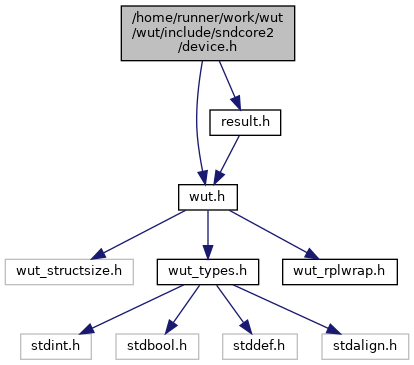 /home/runner/work/wut
/wut/include/sndcore2
/device.h
result.h
wut.h
wut_structsize.h
wut_types.h
wut_rplwrap.h
stdint.h
stdbool.h
stddef.h
stdalign.h